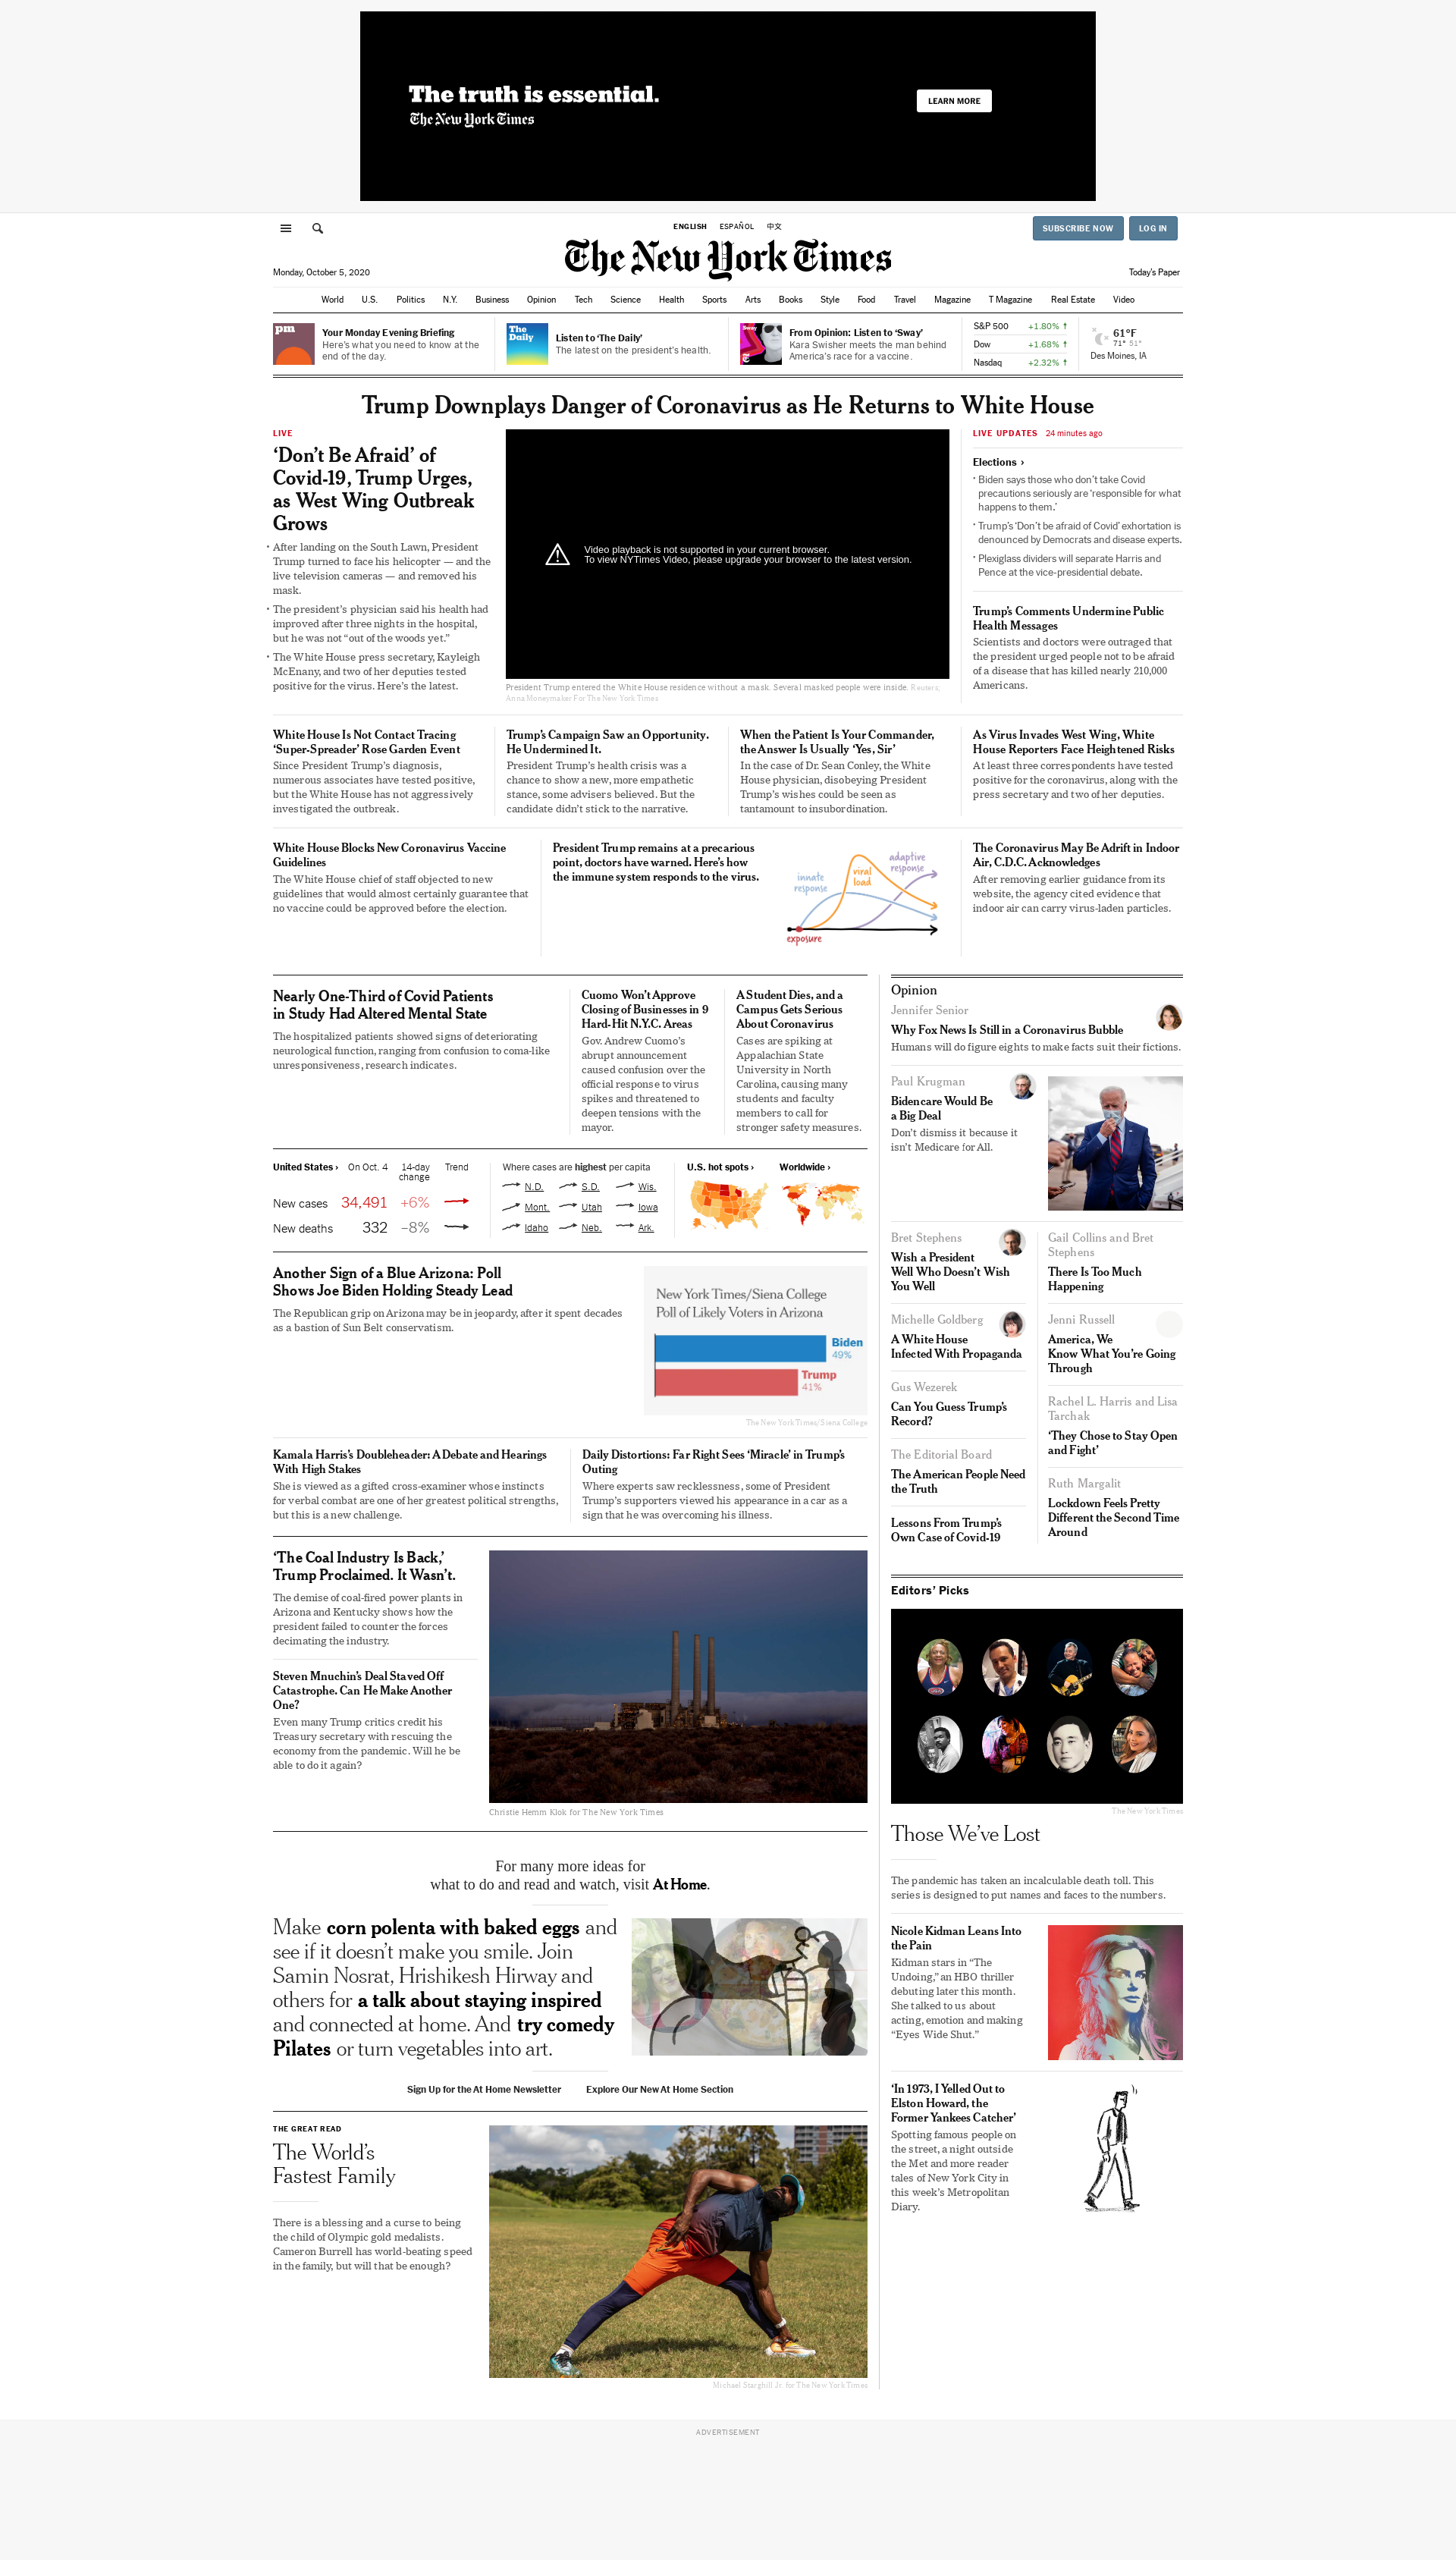 The truth is essential.
The New York Times
LEARN MORE
ENGLISH ESPAÑOL 中文
SUBSCRIBE NOW LOG IN
The New York Times
Monday, October 5, 2020
Today's Paper
World U.S. Politics N.Y. Business Opinion Tech Science Health Sports Arts Books Style Food Travel Magazine T Magazine Real Estate Video
pm
Your Monday Evening Briefing
Here's what you need to know at the
end of the day.
The
Daily
Listen to ‘The Daily’
The latest on the president's health.
Sway
From Opinion: Listen to ‘Sway’
Kara Swisher meets the man behind
America's race for a vaccine.
S&P 500 +1.80% ↑
Dow +1.68% ↑
Nasdaq +2.32% ↑
61°F
71° 51°
Des Moines, IA
Trump Downplays Danger of Coronavirus as He Returns to White House
LIVE
‘Don’t Be Afraid’ of
Covid-19, Trump Urges,
as West Wing Outbreak
Grows
• After landing on the South Lawn, President
Trump turned to face his helicopter — and the
live television cameras — and removed his
mask.
• The president’s physician said his health had
improved after three nights in the hospital,
but he was not “out of the woods yet.”
• The White House press secretary, Kayleigh
McEnany, and two of her deputies tested
positive for the virus. Here’s the latest.
Video playback is not supported in your current browser.
To view NYTimes Video, please upgrade your browser to the latest version.
President Trump entered the White House residence without a mask. Several masked people were inside. Reuters;
Anna Moneymaker For The New York Times
LIVE UPDATES 24 minutes ago
Elections ›
• Biden says those who don’t take Covid
precautions seriously are ‘responsible for what
happens to them.’
• Trump’s ‘Don’t be afraid of Covid’ exhortation is
denounced by Democrats and disease experts.
• Plexiglass dividers will separate Harris and
Pence at the vice-presidential debate.
Trump’s Comments Undermine Public
Health Messages
Scientists and doctors were outraged that
the president urged people not to be afraid
of a disease that has killed nearly 210,000
Americans.
White House Is Not Contact Tracing
‘Super-Spreader’ Rose Garden Event
Since President Trump’s diagnosis,
numerous associates have tested positive,
but the White House has not aggressively
investigated the outbreak.
Trump’s Campaign Saw an Opportunity.
He Undermined It.
President Trump’s health crisis was a
chance to show a new, more empathetic
stance, some advisers believed. But the
candidate didn’t stick to the narrative.
When the Patient Is Your Commander,
the Answer Is Usually ‘Yes, Sir’
In the case of Dr. Sean Conley, the White
House physician, disobeying President
Trump’s wishes could be seen as
tantamount to insubordination.
As Virus Invades West Wing, White
House Reporters Face Heightened Risks
At least three correspondents have tested
positive for the coronavirus, along with the
press secretary and two of her deputies.
White House Blocks New Coronavirus Vaccine
Guidelines
The White House chief of staff objected to new
guidelines that would almost certainly guarantee that
no vaccine could be approved before the election.
President Trump remains at a precarious
point, doctors have warned. Here’s how
the immune system responds to the virus.
innate
response
viral
load
adaptive
response
exposure
The Coronavirus May Be Adrift in Indoor
Air, C.D.C. Acknowledges
After removing earlier guidance from its
website, the agency cited evidence that
indoor air can carry virus-laden particles.
Nearly One-Third of Covid Patients
in Study Had Altered Mental State
The hospitalized patients showed signs of deteriorating
neurological function, ranging from confusion to coma-like
unresponsiveness, research indicates.
Cuomo Won’t Approve
Closing of Businesses in 9
Hard-Hit N.Y.C. Areas
Gov. Andrew Cuomo’s
abrupt announcement
caused confusion over the
official response to virus
spikes and threatened to
deepen tensions with the
mayor.
A Student Dies, and a
Campus Gets Serious
About Coronavirus
Cases are spiking at
Appalachian State
University in North
Carolina, causing many
students and faculty
members to call for
stronger safety measures.
United States › On Oct. 4 14-day
change Trend
New cases 34,491 +6%
New deaths 332 –8%
Where cases are highest per capita
N.D. S.D. Wis.
Mont. Utah Iowa
Idaho Neb. Ark.
U.S. hot spots › Worldwide ›
Another Sign of a Blue Arizona: Poll
Shows Joe Biden Holding Steady Lead
The Republican grip on Arizona may be in jeopardy, after it spent decades
as a bastion of Sun Belt conservatism.
New York Times/Siena College
Poll of Likely Voters in Arizona
Biden
49%
Trump
41%
The New York Times/Siena College
Kamala Harris’s Doubleheader: A Debate and Hearings
With High Stakes
She is viewed as a gifted cross-examiner whose instincts
for verbal combat are one of her greatest political strengths,
but this is a new challenge.
Daily Distortions: Far Right Sees ‘Miracle’ in Trump’s
Outing
Where experts saw recklessness, some of President
Trump’s supporters viewed his appearance in a car as a
sign that he was overcoming his illness.
‘The Coal Industry Is Back,’
Trump Proclaimed. It Wasn’t.
The demise of coal-fired power plants in
Arizona and Kentucky shows how the
president failed to counter the forces
decimating the industry.
Steven Mnuchin’s Deal Staved Off
Catastrophe. Can He Make Another
One?
Even many Trump critics credit his
Treasury secretary with rescuing the
economy from the pandemic. Will he be
able to do it again?
Christie Hemm Klok for The New York Times
For many more ideas for
what to do and read and watch, visit At Home.
Make corn polenta with baked eggs and
see if it doesn’t make you smile. Join
Samin Nosrat, Hrishikesh Hirway and
others for a talk about staying inspired
and connected at home. And try comedy
Pilates or turn vegetables into art.
Sign Up for the At Home Newsletter Explore Our New At Home Section
THE GREAT READ
The World’s
Fastest Family
There is a blessing and a curse to being
the child of Olympic gold medalists.
Cameron Burrell has world-beating speed
in the family, but will that be enough?
Michael Starghill Jr. for The New York Times
Opinion
Jennifer Senior
Why Fox News Is Still in a Coronavirus Bubble
Humans will do figure eights to make facts suit their fictions.
Paul Krugman
Bidencare Would Be
a Big Deal
Don’t dismiss it because it
isn’t Medicare for All.
Bret Stephens
Wish a President
Well Who Doesn’t Wish
You Well
Michelle Goldberg
A White House
Infected With Propaganda
Gus Wezerek
Can You Guess Trump’s
Record?
The Editorial Board
The American People Need
the Truth
Lessons From Trump’s
Own Case of Covid-19
Gail Collins and Bret
Stephens
There Is Too Much
Happening
Jenni Russell
America, We
Know What You’re Going
Through
Rachel L. Harris and Lisa
Tarchak
‘They Chose to Stay Open
and Fight’
Ruth Margalit
Lockdown Feels Pretty
Different the Second Time
Around
Editors’ Picks
The New York Times
Those We’ve Lost
The pandemic has taken an incalculable death toll. This
series is designed to put names and faces to the numbers.
Nicole Kidman Leans Into
the Pain
Kidman stars in “The
Undoing,” an HBO thriller
debuting later this month.
She talked to us about
acting, emotion and making
“Eyes Wide Shut.”
‘In 1973, I Yelled Out to
Elston Howard, the
Former Yankees Catcher’
Spotting famous people on
the street, a night outside
the Met and more reader
tales of New York City in
this week’s Metropolitan
Diary.
ADVERTISEMENT